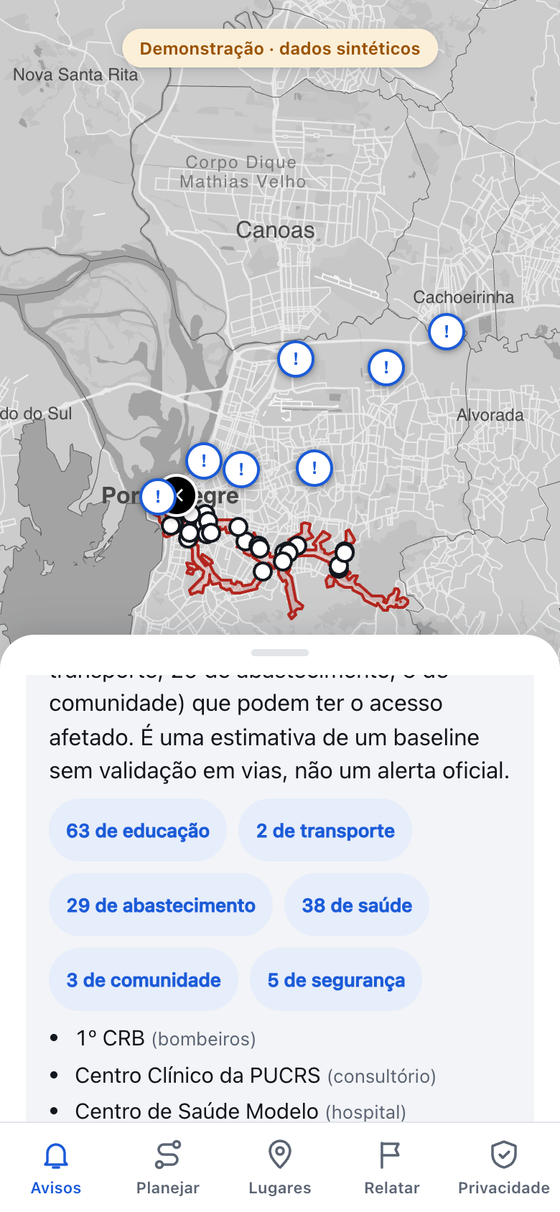 Demonstração · dados sintéticos
Nova Santa Rita
Corpo Dique
Mathias Velho
Canoas
Cachoeirinha
do do Sul
Alvorada
comunidade) que podem ter o acesso
afetado. É uma estimativa de um baseline
sem validação em vias, não um alerta oficial.
63 de educação
2 de transporte
29 de abastecimento
38 de saúde
3 de comunidade
5 de segurança
• 1º CRB (bombeiros)
• Centro Clínico da PUCRS (consultório)
• Centro de Saúde Modelo (hospital)
Avisos
Planejar
Lugares
Relatar
Privacidade